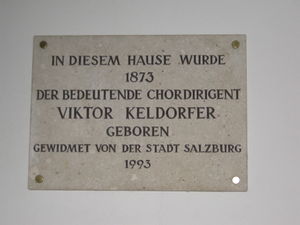 IN DIESEM HAUSE WURDE
1873
DER BEDEUTENDE CHORDIRIGENT
VIKTOR KELDORFER
GEBOREN
GEWIDMET VON DER STADT SALZBURG
1993